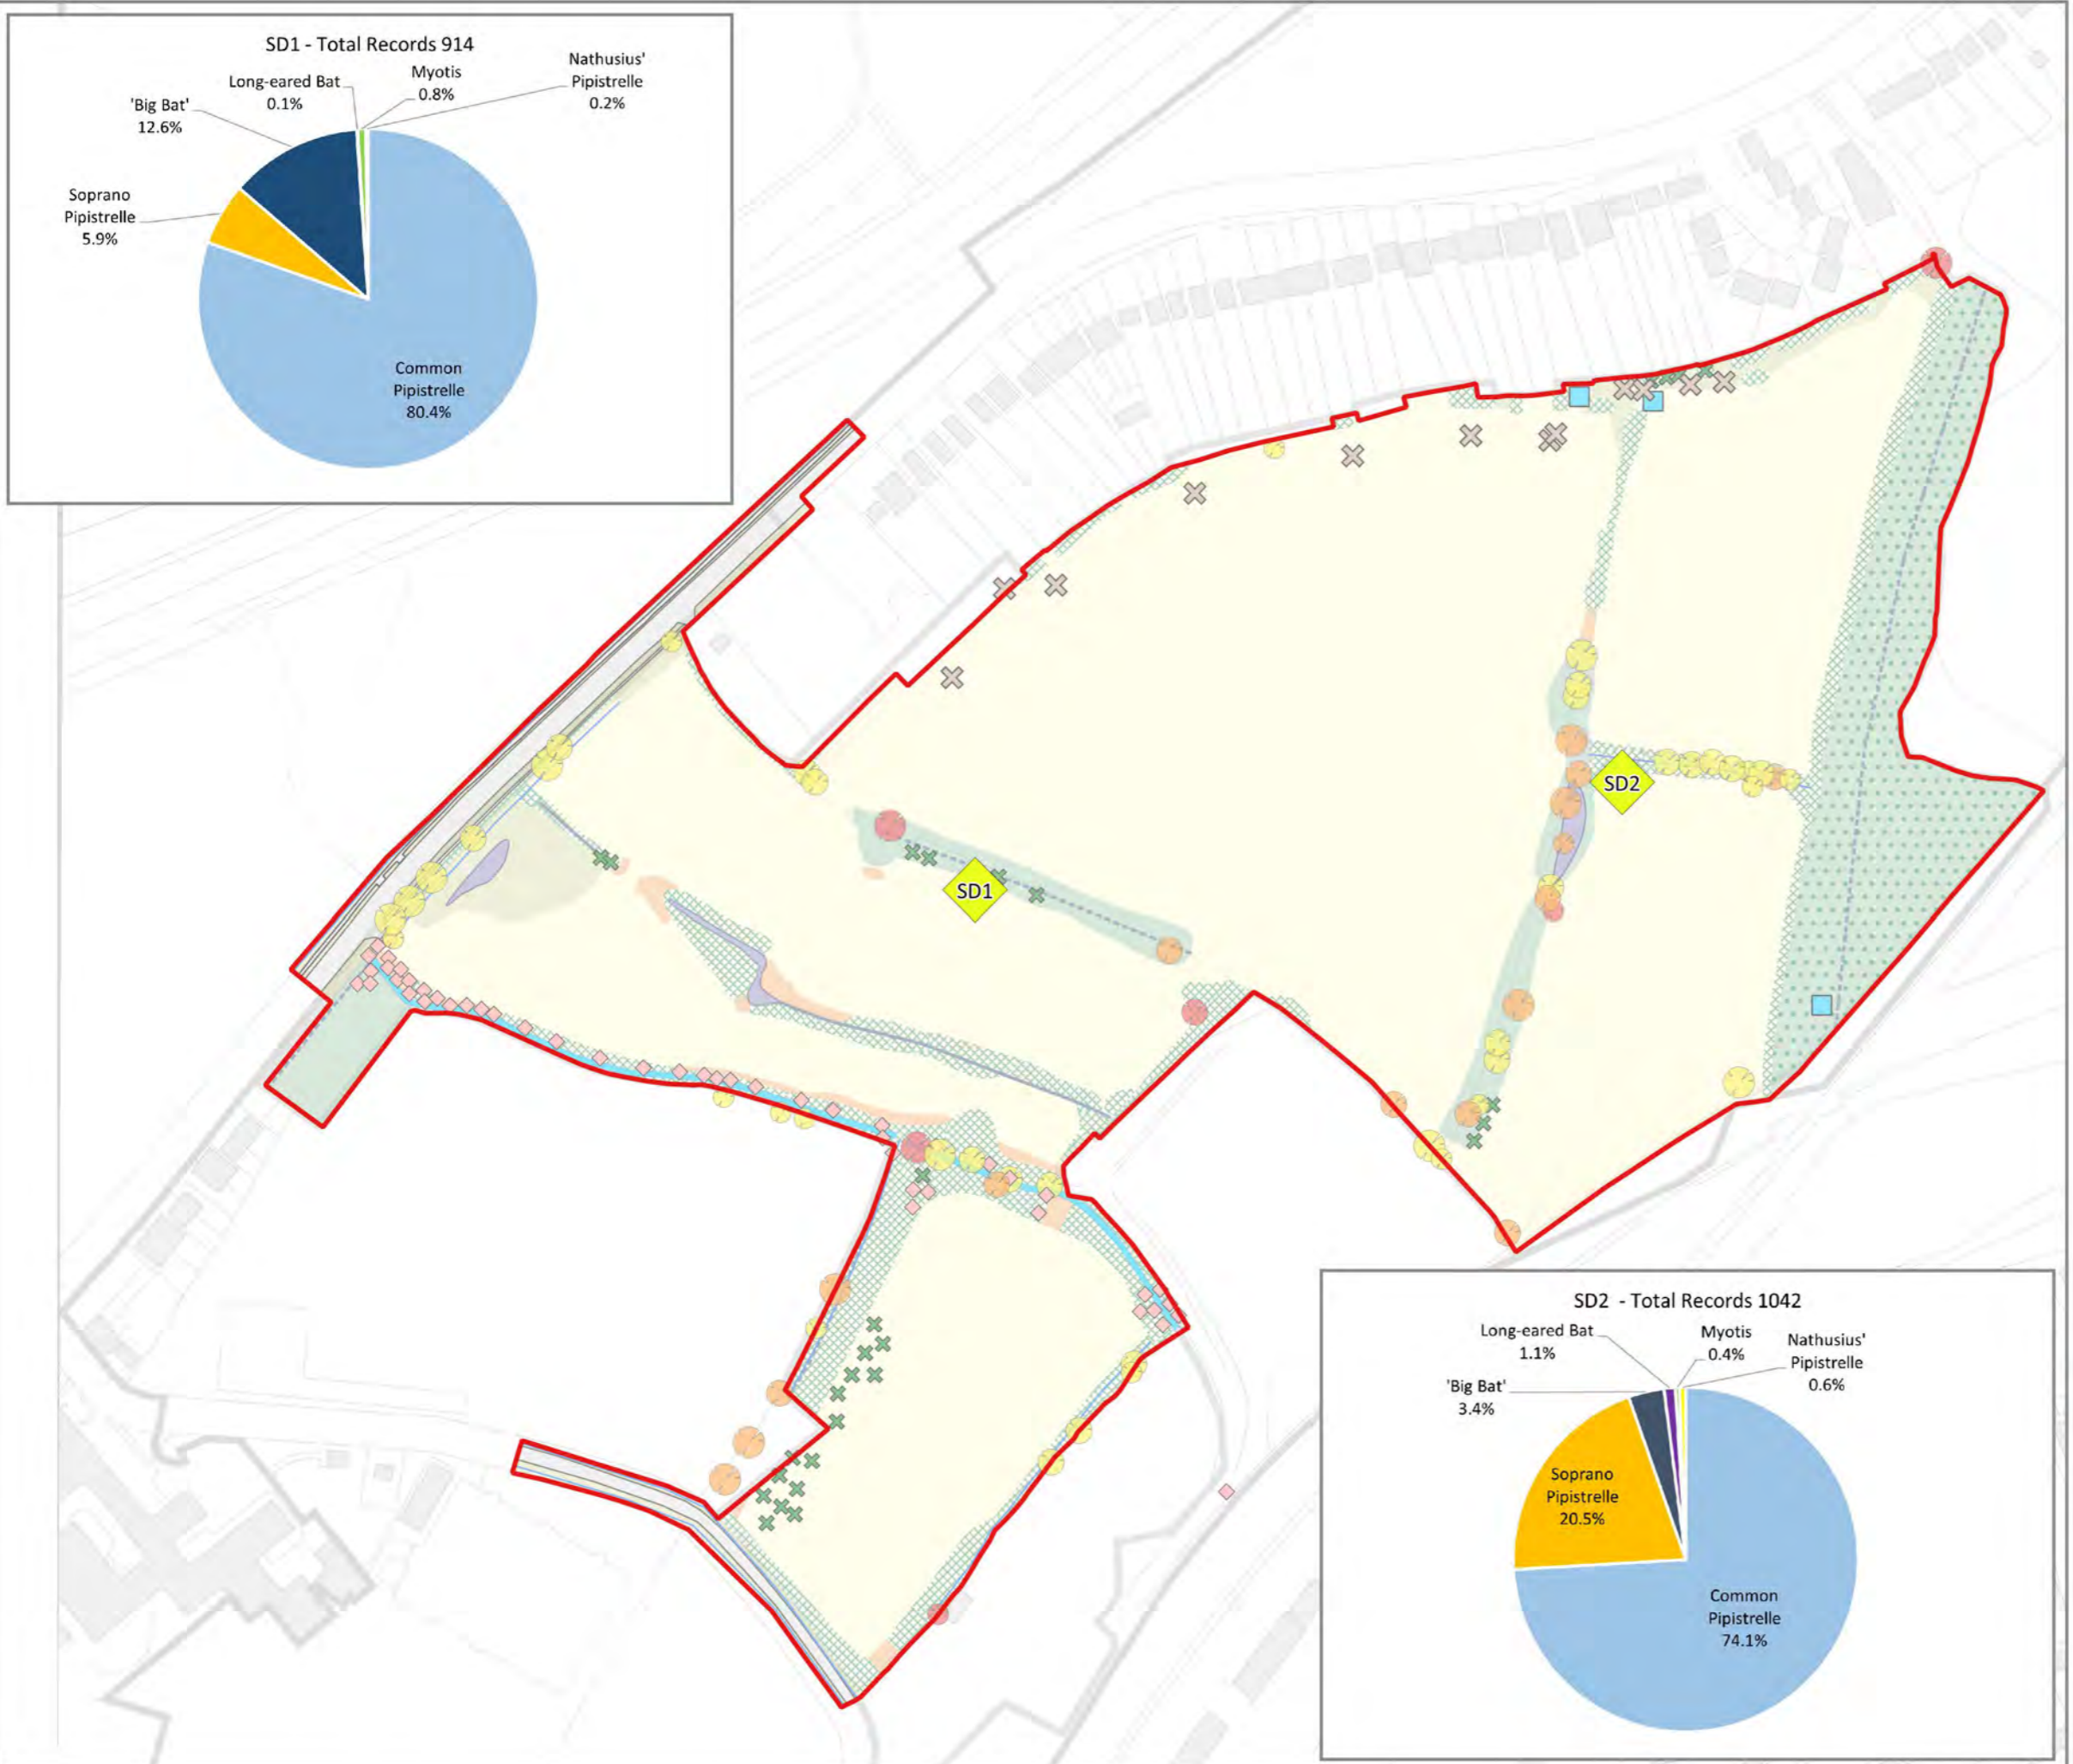 SD1 - Total Records 914
Nathusius'
Pipistrelle
0.2%
Myotis
0.8%
Long-eared Bat
0.1%
'Big Bat'
12.6%
Soprano
Pipistrelle
5.9%
Common
Pipistrelle
80.4%
SD2
SD1
SD2 - Total Records 1042
Long-eared Bat
1.1%
Myotis
0.4%
Nathusius'
Pipistrelle
0.6%
'Big Bat'
3.4%
Soprano
Pipistrelle
20.5%
Common
Pipistrelle
74.1%